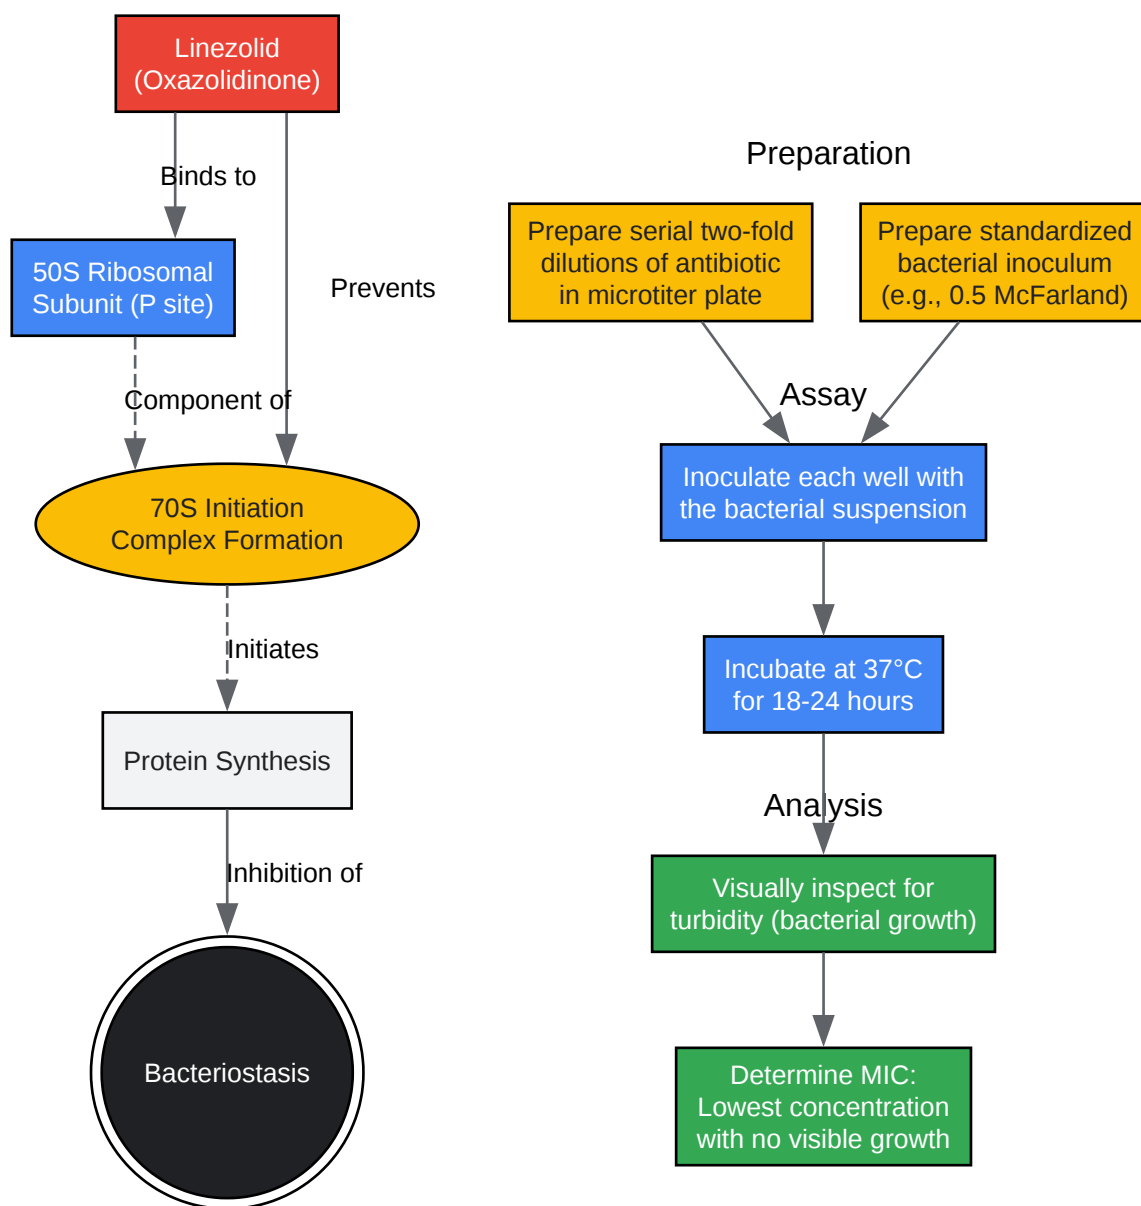 Linezolid
(Oxazolidinone)
Binds to
Prevents
50S Ribosomal
Subunit (P site)
Component of
70S Initiation
Complex Formation
Initiates
Protein Synthesis
Inhibition of
Bacteriostasis
Preparation
Prepare serial two-fold
dilutions of antibiotic
in microtiter plate
Prepare standardized
bacterial inoculum
(e.g., 0.5 McFarland)
Assay
Inoculate each well with
the bacterial suspension
Incubate at 37°C
for 18-24 hours
Analysis
Visually inspect for
turbidity (bacterial growth)
Determine MIC:
Lowest concentration
with no visible growth